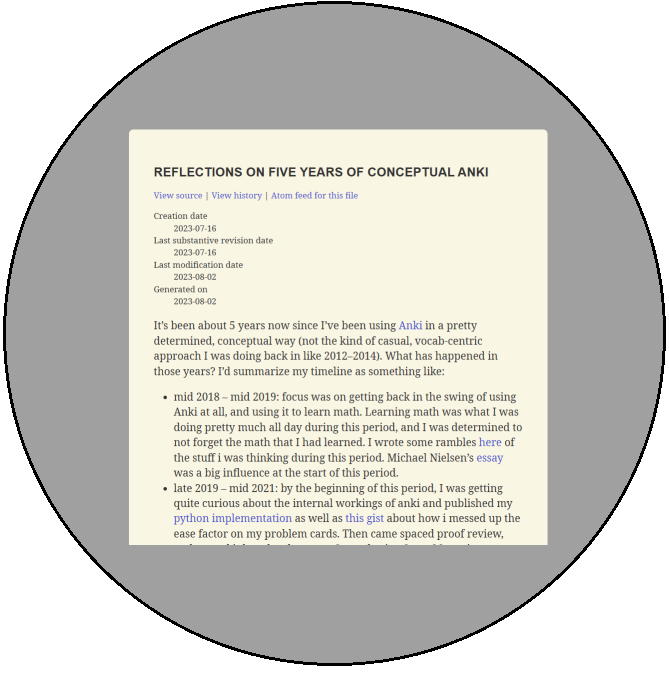 REFLECTIONS ON FIVE YEARS OF CONCEPTUAL ANKI
View source | View history | Atom feed for this file
Creation date
2023-07-16
Last substantive revision date
2023-07-16
Last modification date
2023-08-02
Generated on
2023-08-02
It’s been about 5 years now since I’ve been using Anki in a pretty
determined, conceptual way (not the kind of casual, vocab-centric
approach I was doing back in like 2012–2014). What has happened in
those years? I’d summarize my timeline as something like:
• mid 2018 – mid 2019: focus was on getting back in the swing of using
Anki at all, and using it to learn math. Learning math was what I was
doing pretty much all day during this period, and I was determined to
not forget the math that I had learned. I wrote some rambles here of
the stuff i was thinking during this period. Michael Nielsen’s essay
was a big influence at the start of this period.
• late 2019 – mid 2021: by the beginning of this period, I was getting
quite curious about the internal workings of anki and published my
python implementation as well as this gist about how i messed up the
ease factor on my problem cards. Then came spaced proof review,